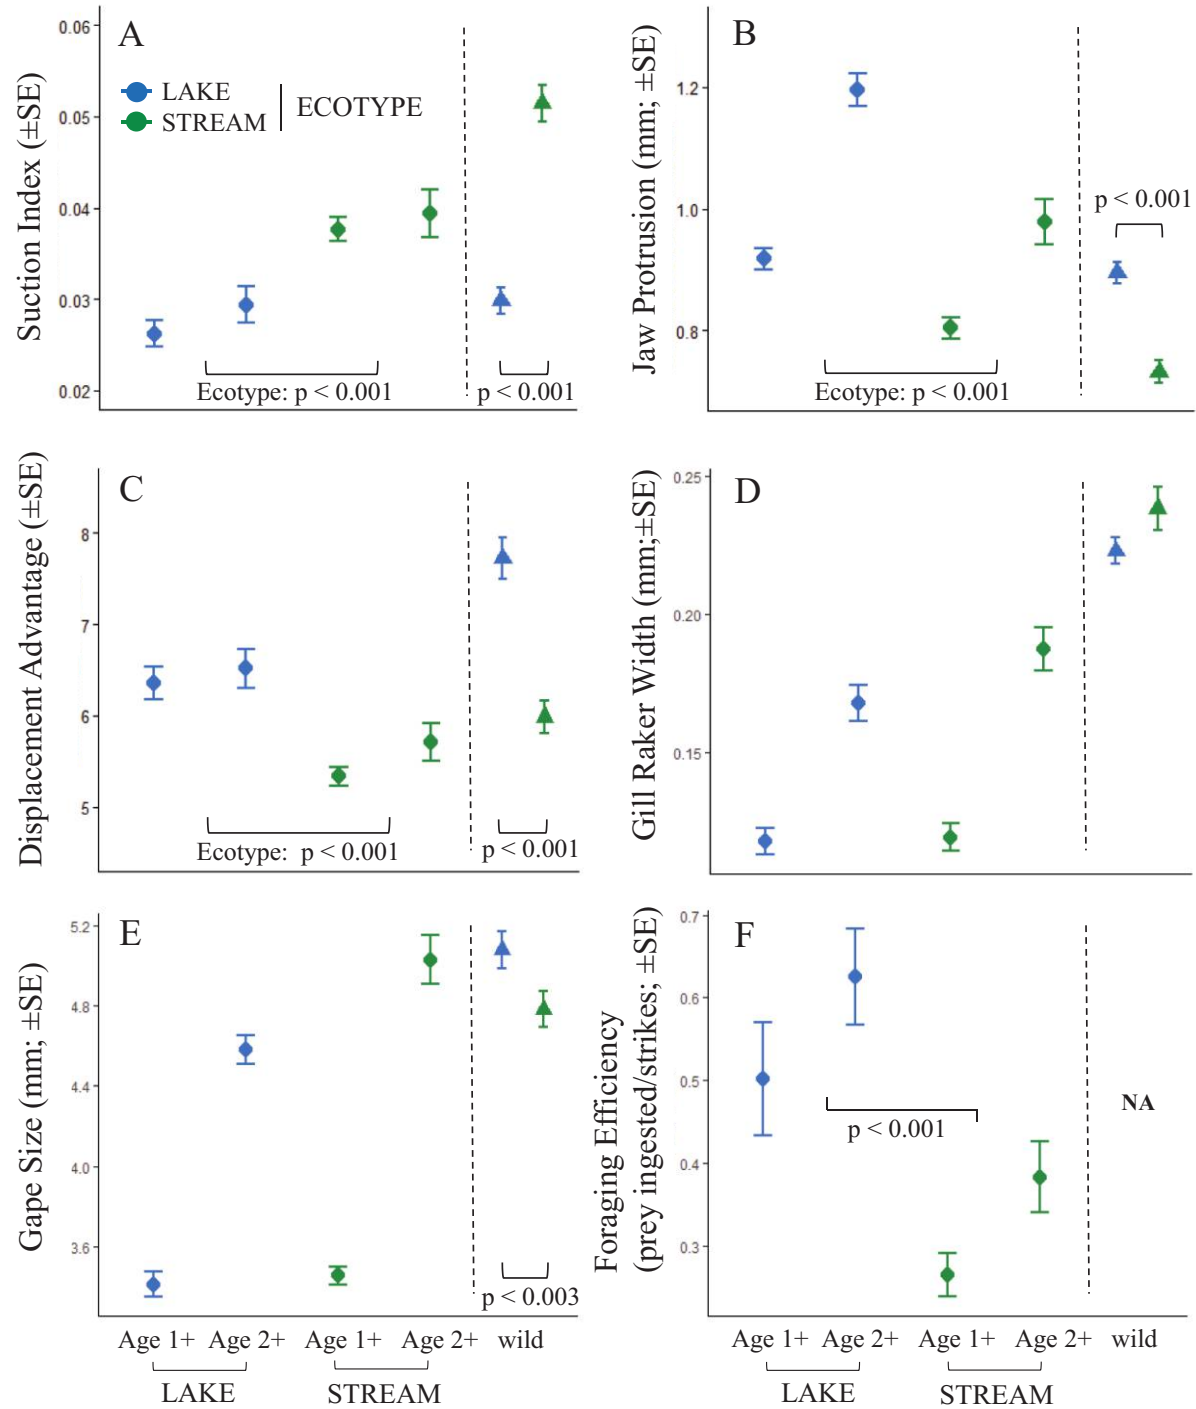 A
LAKE
STREAM
ECOTYPE
Suction Index (±SE)
0.06
0.05
0.04
0.03
0.02
Ecotype: p < 0.001
p < 0.001
B
Jaw Protrusion (mm; ±SE)
1.2
1.0
0.8
p < 0.001
Ecotype: p < 0.001
C
Displacement Advantage (±SE)
8
7
6
5
Ecotype: p < 0.001
p < 0.001
D
Gill Raker Width (mm;±SE)
0.25
0.20
0.15
E
Gape Size (mm; ±SE)
5.2
4.8
4.4
4.0
3.6
p < 0.003
Age 1+ Age 2+ Age 1+ Age 2+ wild
LAKE STREAM
F
Foraging Efficiency
(prey ingested/strikes; ±SE)
0.7
0.6
0.5
0.4
0.3
p < 0.001
NA
Age 1+ Age 2+ Age 1+ Age 2+ wild
LAKE STREAM